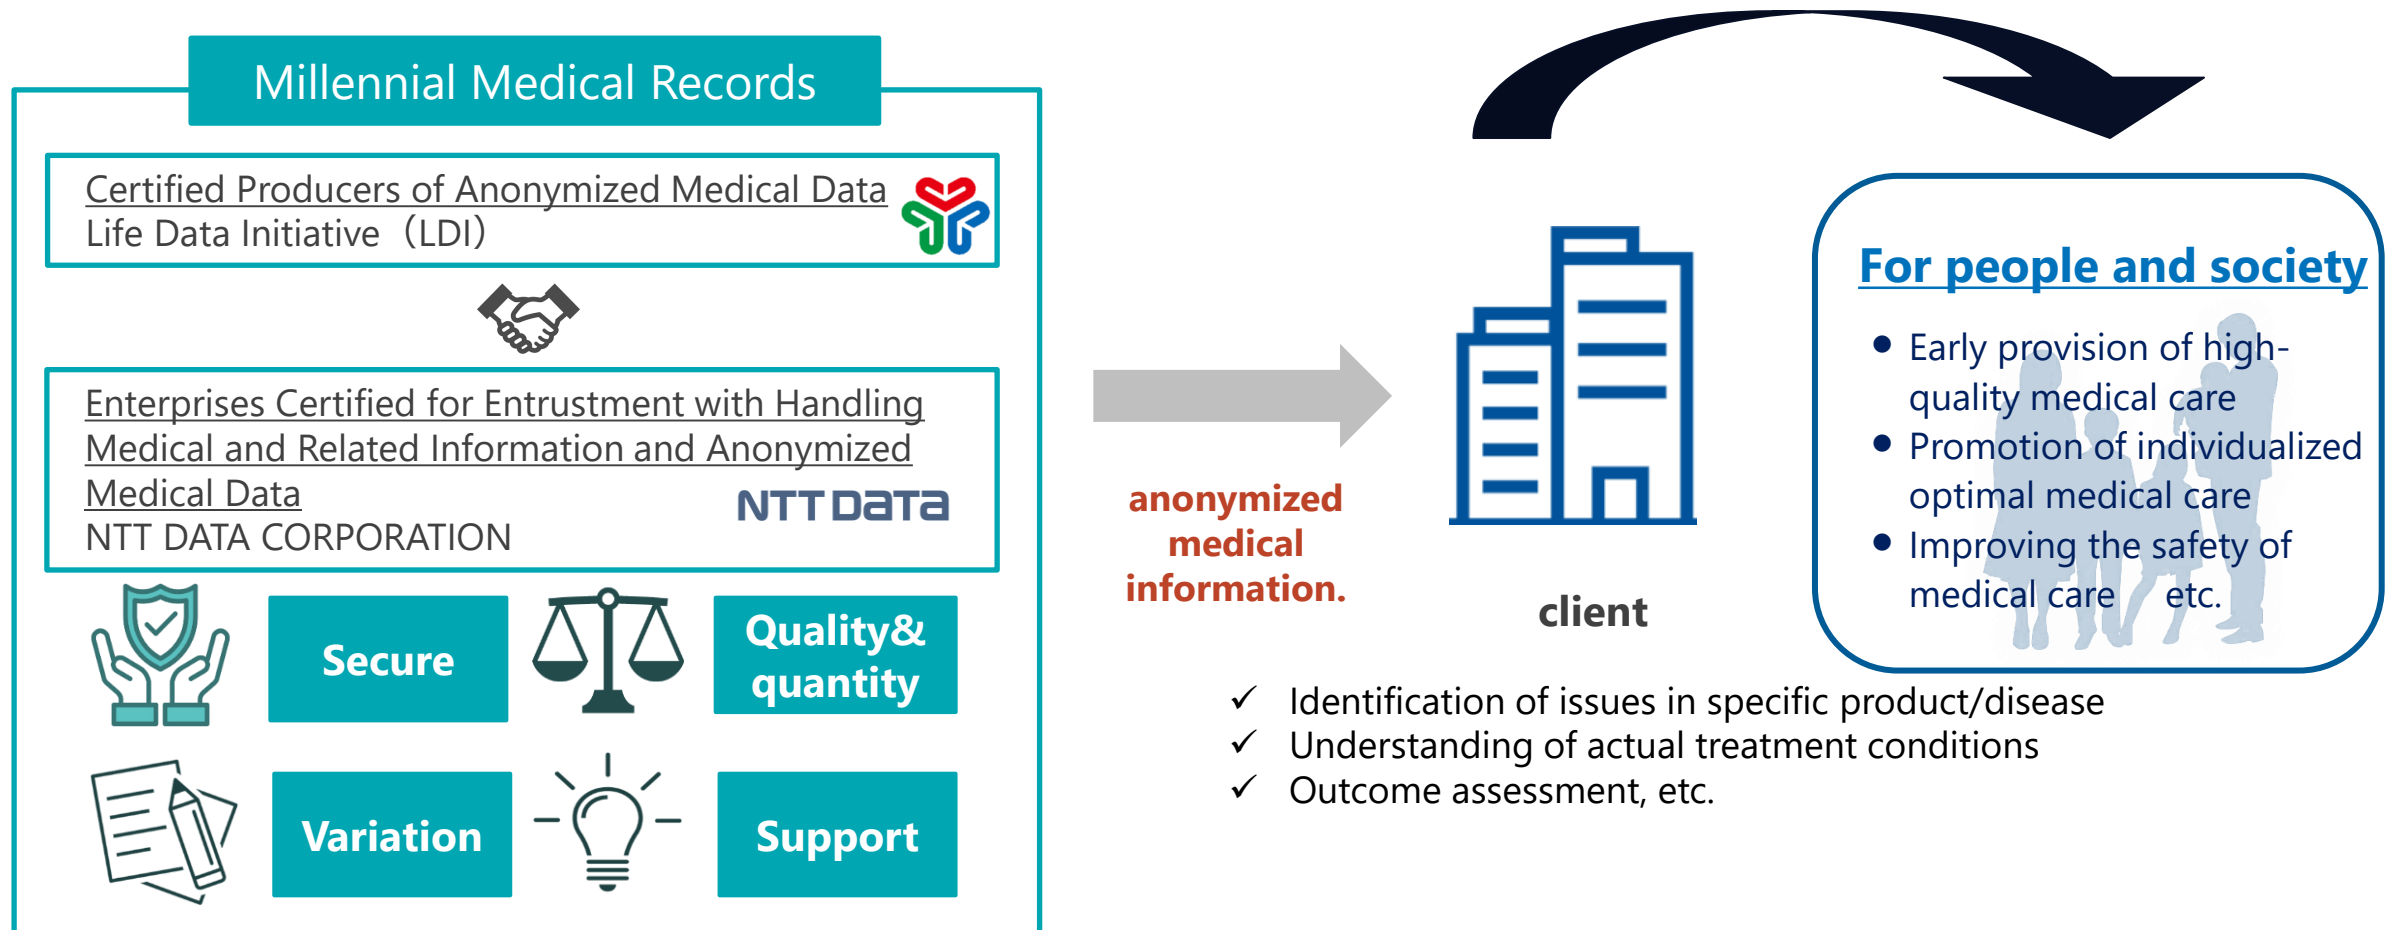 Millennial Medical Records
Certified Producers of Anonymized Medical Data
Life Data Initiative（LDI）
Enterprises Certified for Entrustment with Handling
Medical and Related Information and Anonymized
Medical Data
NTT DATA
NTT DATA CORPORATION
Secure
Quality&
quantity
Variation
Support
anonymized
medical
information.
client
✓ Identification of issues in specific product/disease
✓ Understanding of actual treatment conditions
✓ Outcome assessment, etc.
For people and society
• Early provision of high-
quality medical care
• Promotion of individualized
optimal medical care
• Improving the safety of
medical care etc.